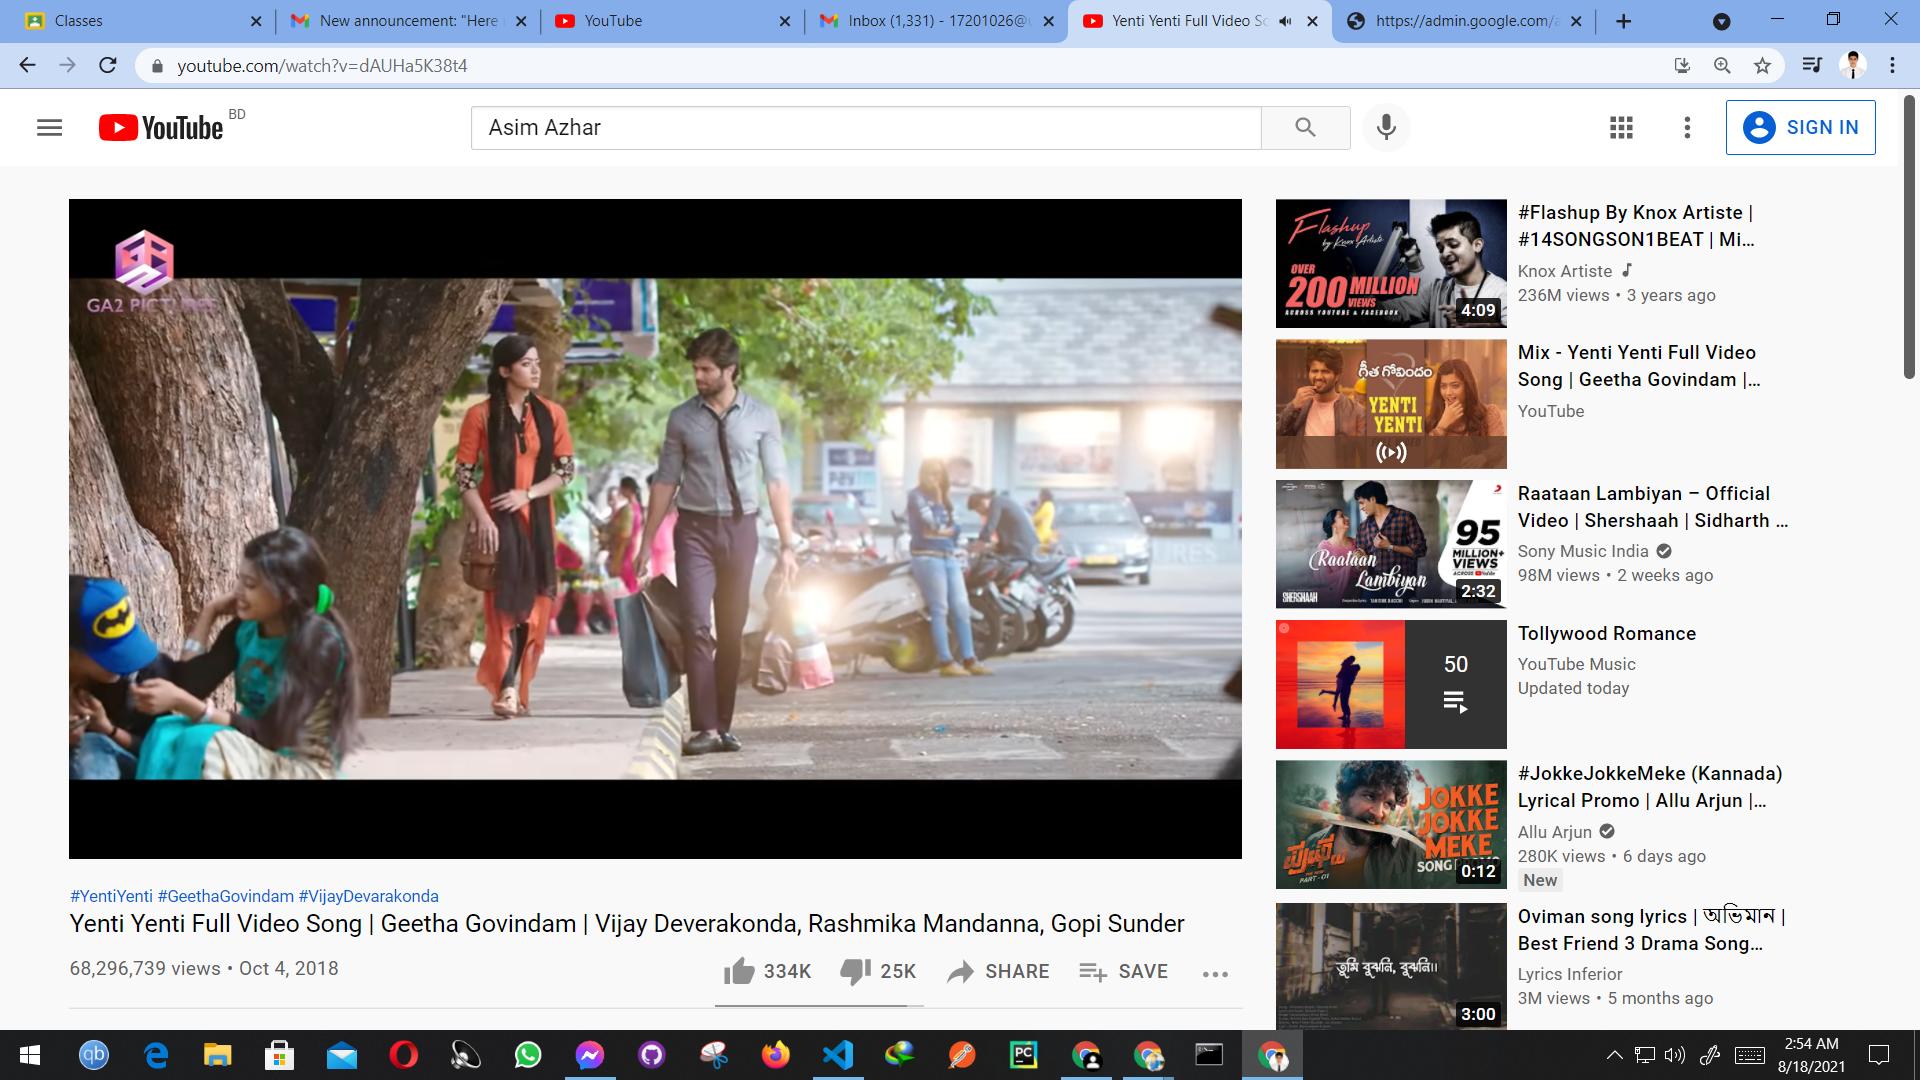 Classes
New announcement: "Here
YouTube
Inbox (1,331) - 17201026@
Yenti Yenti Full Video So
https://admin.google.com/a
youtube.com/watch?v=dAUHa5K38t4
YouTube BD
Asim Azhar
SIGN IN
GA2 PICTURES
#YentiYenti #GeethaGovindam #VijayDevarakonda
Yenti Yenti Full Video Song | Geetha Govindam | Vijay Deverakonda, Rashmika Mandanna, Gopi Sunder
68,296,739 views • Oct 4, 2018
334K
25K
SHARE
SAVE
Flashup
by Knox Artiste
OVER
200 MILLION
VIEWS
ACROSS YOUTUBE & FACEBOOK
4:09
#Flashup By Knox Artiste |
#14SONGSON1BEAT | Mi...
Knox Artiste
236M views • 3 years ago
గీత గోవిందం
YENTI
YENTI
Mix - Yenti Yenti Full Video
Song | Geetha Govindam |...
YouTube
95
MILLION+
VIEWS
ACROSS YouTube
Raataan
Lambiyan
SHERSHAAH
2:32
Raataan Lambiyan – Official
Video | Shershaah | Sidharth ...
Sony Music India
98M views • 2 weeks ago
50
Tollywood Romance
YouTube Music
Updated today
JOKKE
JOKKE
MEKE
SONG PROMO
ಪುಷ್ಪ
PART-01
0:12
#JokkeJokkeMeke (Kannada)
Lyrical Promo | Allu Arjun |...
Allu Arjun
280K views • 6 days ago
New
তুমি বুঝনি, বুঝনি।।
3:00
Oviman song lyrics | অভিমান |
Best Friend 3 Drama Song...
Lyrics Inferior
3M views • 5 months ago
qb
PC
2:54 AM
8/18/2021